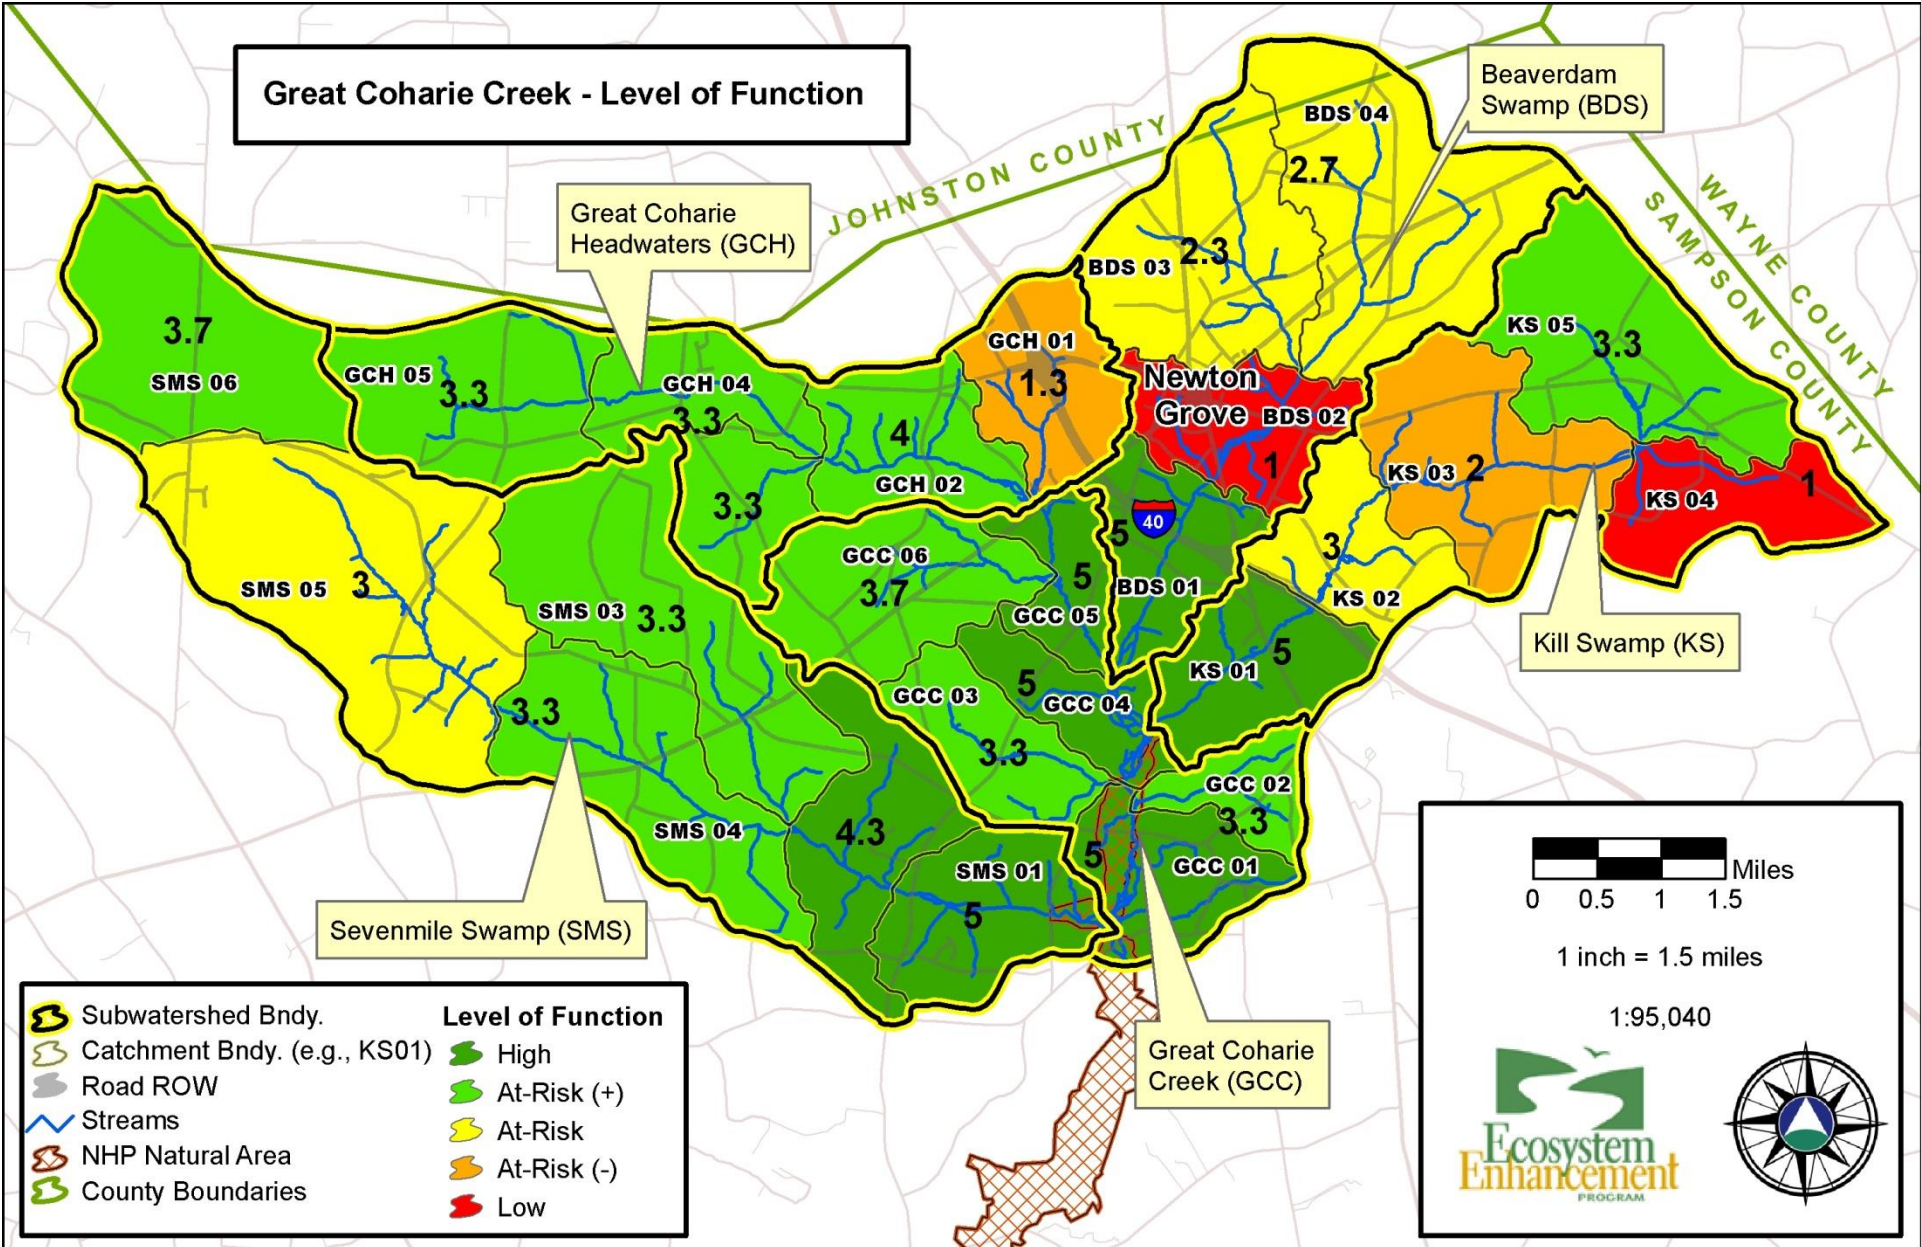 Great Coharie Creek - Level of Function
Beaverdam
Swamp (BDS)
Great Coharie
Headwaters (GCH)
JOHNSTON COUNTY
WAYNE COUNTY
SAMPSON COUNTY
BDS 04
2.7
BDS 03
2.3
KS 05
3.3
3.7
SMS 06
GCH 05
3.3
GCH 04
3.3
GCH 01
1.3
Newton
Grove
BDS 02
1
4
GCH 02
3.3
KS 03
2
KS 04
1
40
5
BDS 01
3
KS 02
GCC 06
3.7
5
GCC 05
SMS 05
3
SMS 03
3.3
KS 01
5
Kill Swamp (KS)
5
GCC 04
GCC 03
3.3
3.3
GCC 02
3.3
SMS 04
4.3
SMS 01
5
5
GCC 01
Sevenmile Swamp (SMS)
Great Coharie
Creek (GCC)
Subwatershed Bndy.
Catchment Bndy. (e.g., KS01)
Road ROW
Streams
NHP Natural Area
County Boundaries
Level of Function
High
At-Risk (+)
At-Risk
At-Risk (-)
Low
Miles
0 0.5 1 1.5
1 inch = 1.5 miles
1:95,040
Ecosystem
Enhancement
PROGRAM